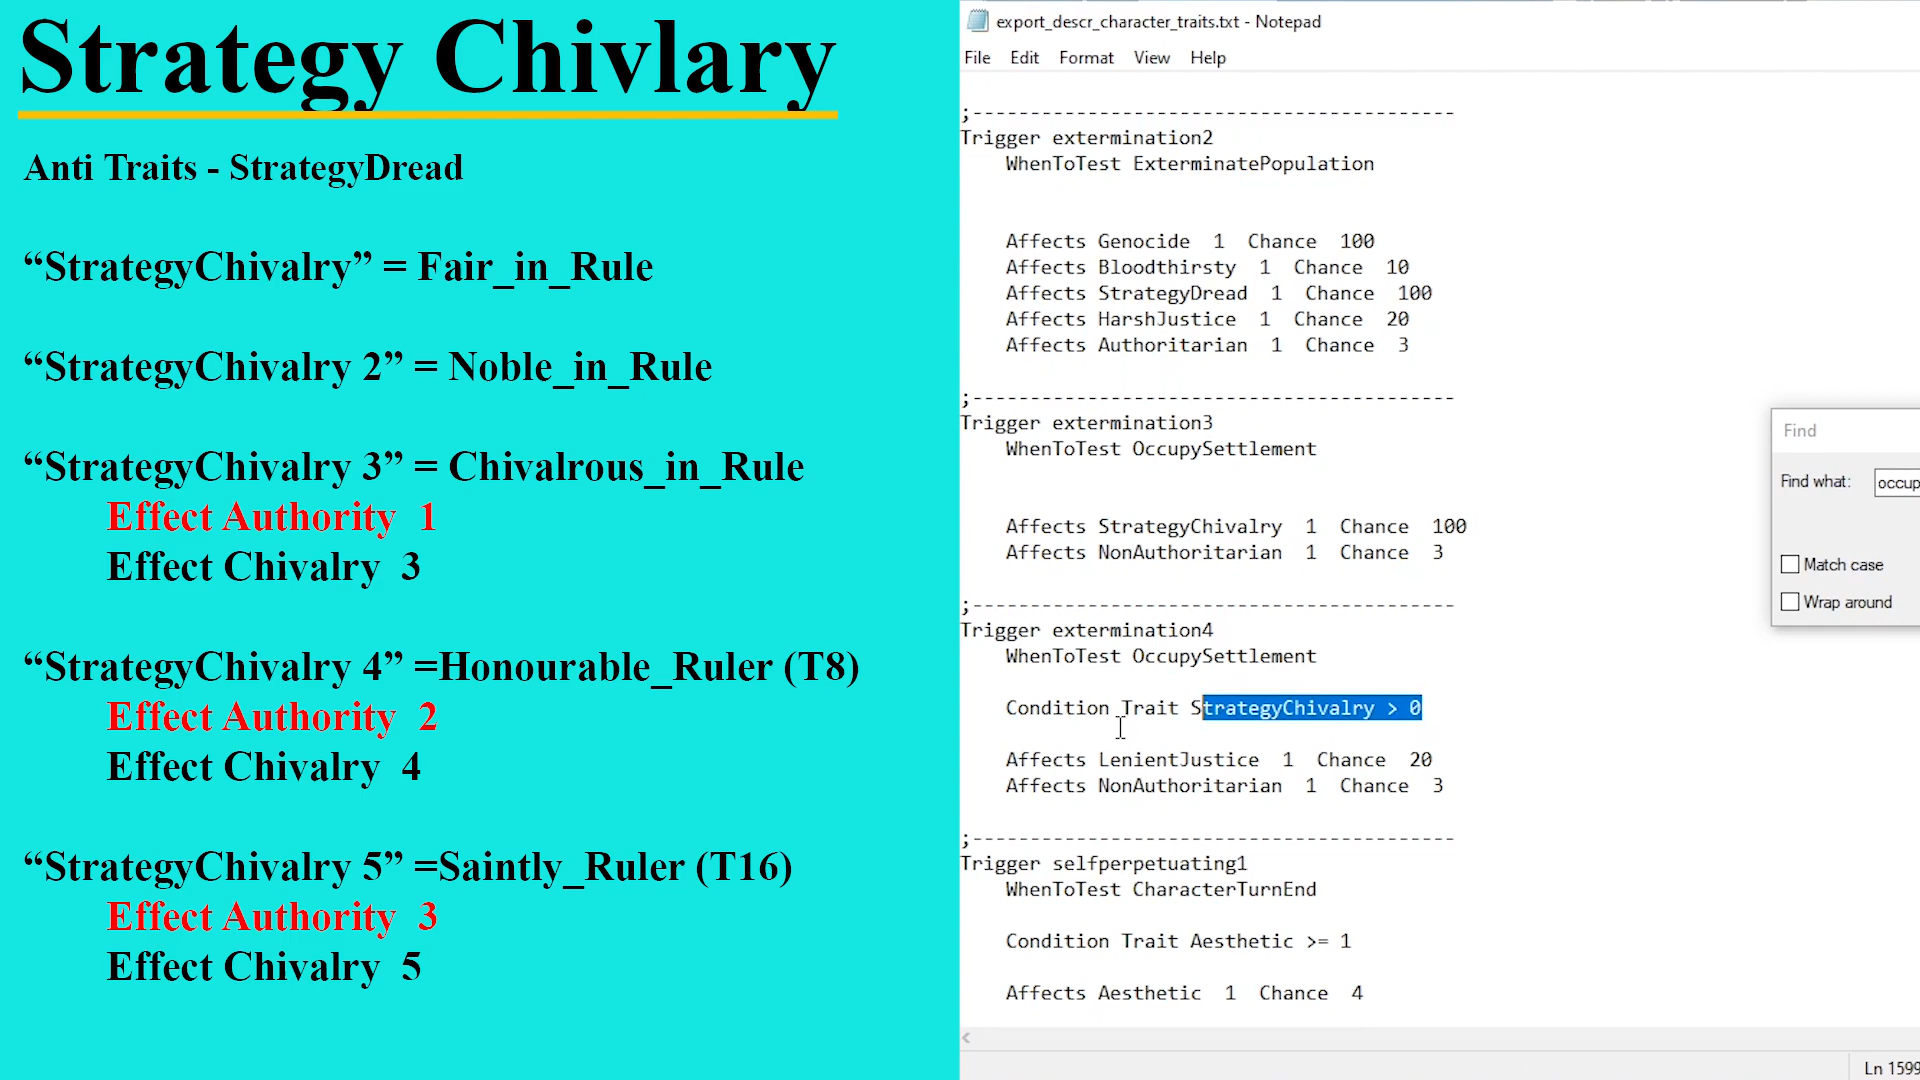 Strategy Chivlary
Anti Traits - StrategyDread
“StrategyChivalry” = Fair_in_Rule
“StrategyChivalry 2” = Noble_in_Rule
“StrategyChivalry 3” = Chivalrous_in_Rule
Effect Authority 1
Effect Chivalry 3
“StrategyChivalry 4” =Honourable_Ruler (T8)
Effect Authority 2
Effect Chivalry 4
“StrategyChivalry 5” =Saintly_Ruler (T16)
Effect Authority 3
Effect Chivalry 5
export_descr_character_traits.txt - Notepad
File Edit Format View Help
;------------------------------------------
Trigger extermination2
WhenToTest ExterminatePopulation
Affects Genocide 1 Chance 100
Affects Bloodthirsty 1 Chance 10
Affects StrategyDread 1 Chance 100
Affects HarshJustice 1 Chance 20
Affects Authoritarian 1 Chance 3
;------------------------------------------
Trigger extermination3
WhenToTest OccupySettlement
Affects StrategyChivalry 1 Chance 100
Affects NonAuthoritarian 1 Chance 3
;------------------------------------------
Trigger extermination4
WhenToTest OccupySettlement
Condition Trait StrategyChivalry > 0
Affects LenientJustice 1 Chance 20
Affects NonAuthoritarian 1 Chance 3
;------------------------------------------
Trigger selfperpetuating1
WhenToTest CharacterTurnEnd
Condition Trait Aesthetic >= 1
Affects Aesthetic 1 Chance 4
Find
Find what: occup
Match case
Wrap around
Ln 1599